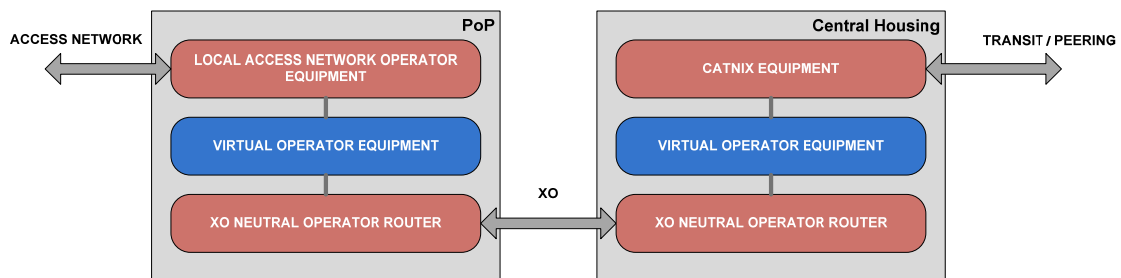 PoP
ACCESS NETWORK
LOCAL ACCESS NETWORK OPERATOR
EQUIPMENT
VIRTUAL OPERATOR EQUIPMENT
XO NEUTRAL OPERATOR ROUTER
XO
Central Housing
CATNIX EQUIPMENT
TRANSIT / PEERING
VIRTUAL OPERATOR EQUIPMENT
XO NEUTRAL OPERATOR ROUTER